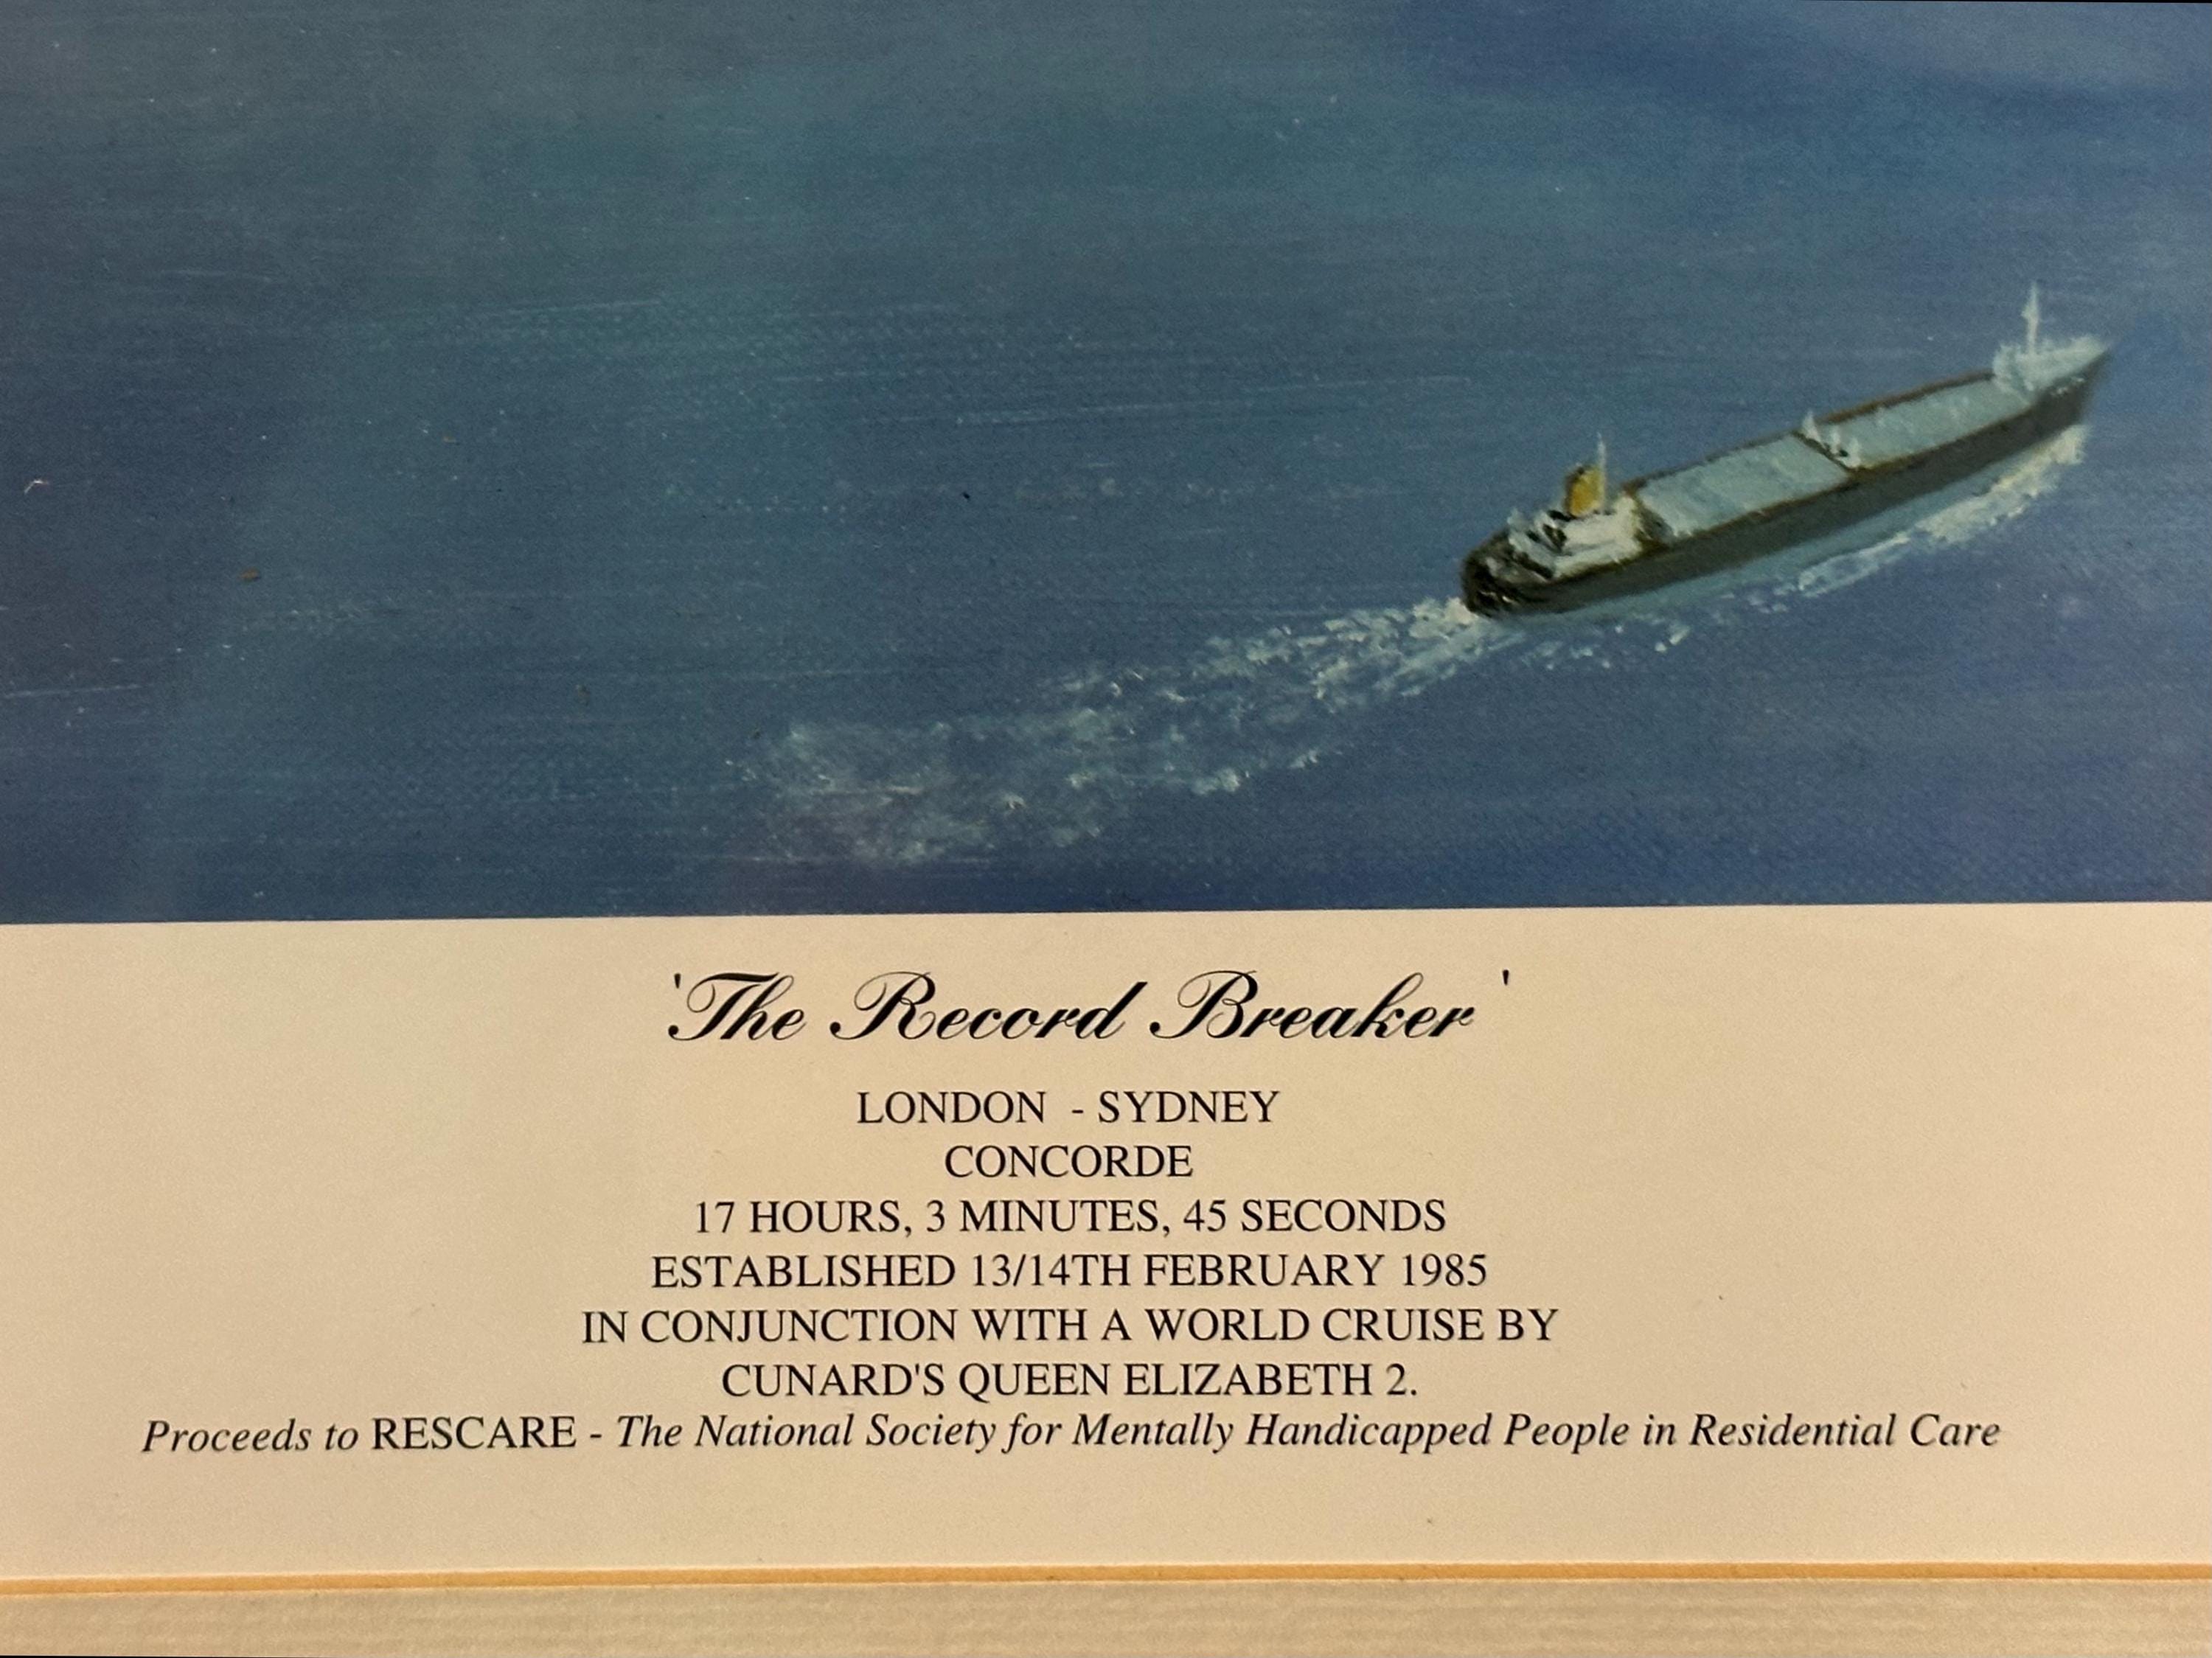 'The Record Breaker'
LONDON - SYDNEY
CONCORDE
17 HOURS, 3 MINUTES, 45 SECONDS
ESTABLISHED 13/14TH FEBRUARY 1985
IN CONJUNCTION WITH A WORLD CRUISE BY
CUNARD'S QUEEN ELIZABETH 2.
Proceeds to RESCARE - The National Society for Mentally Handicapped People in Residential Care